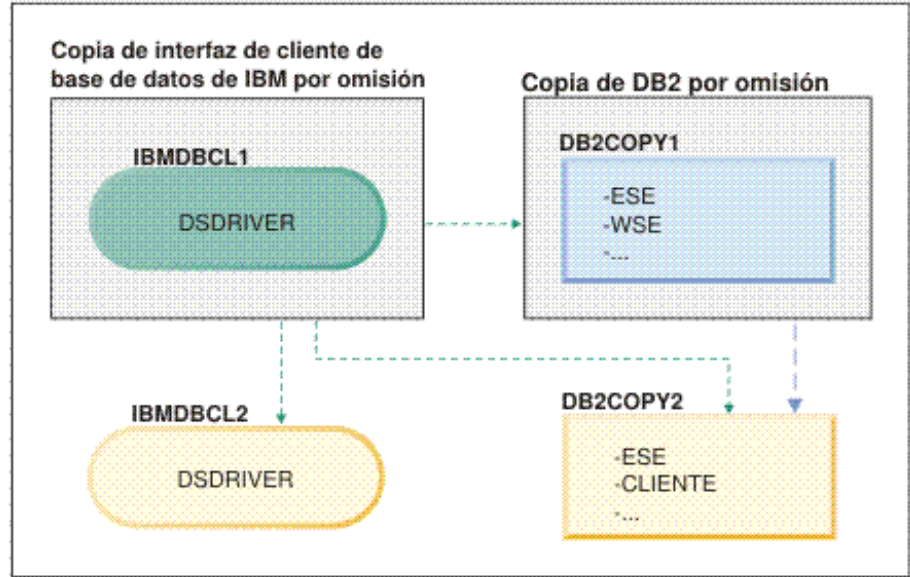 Copia de interfaz de cliente de
base de datos de IBM por omisión
IBMDBCL1
DSDRIVER
Copia de DB2 por omisión
DB2COPY1
-ESE
-WSE
-...
IBMDBCL2
DSDRIVER
DB2COPY2
-ESE
-CLIENTE
-...